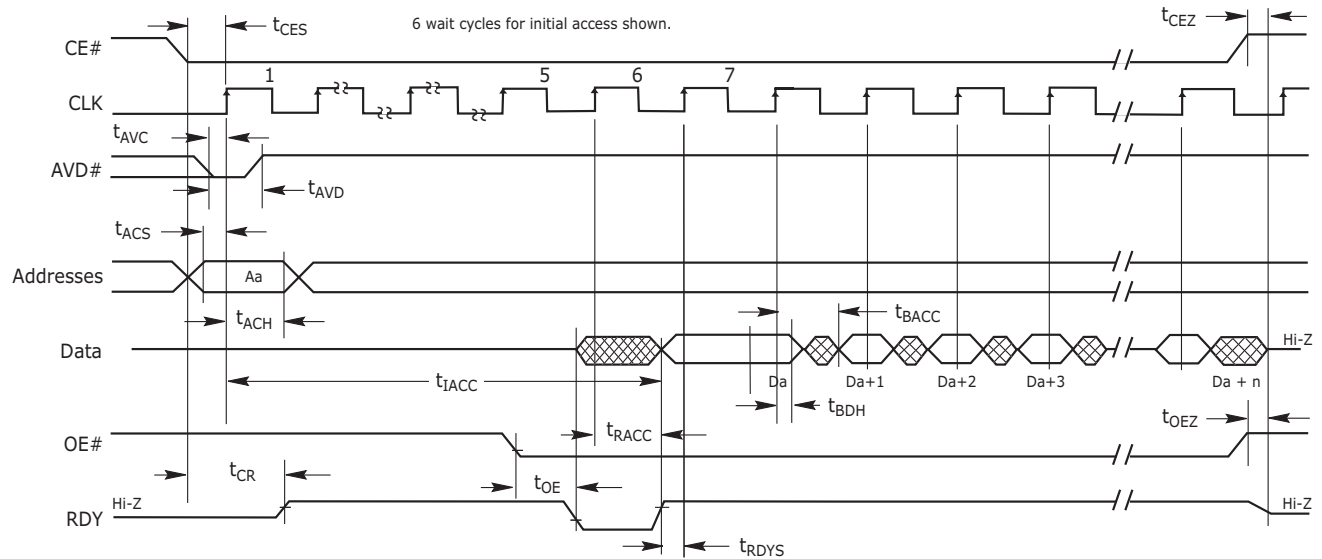 6 wait cycles for initial access shown.
tCES
tCEZ
CE#
1
5
6
7
CLK
tAVC
AVD#
tAVD
tACS
Addresses
Aa
tACH
tBACC
Data
Hi-Z
tIACC
Da
Da+1
Da+2
Da+3
Da + n
tBDH
tOEZ
OE#
tRACC
tCR
tOE
Hi-Z
Hi-Z
RDY
tRDYS